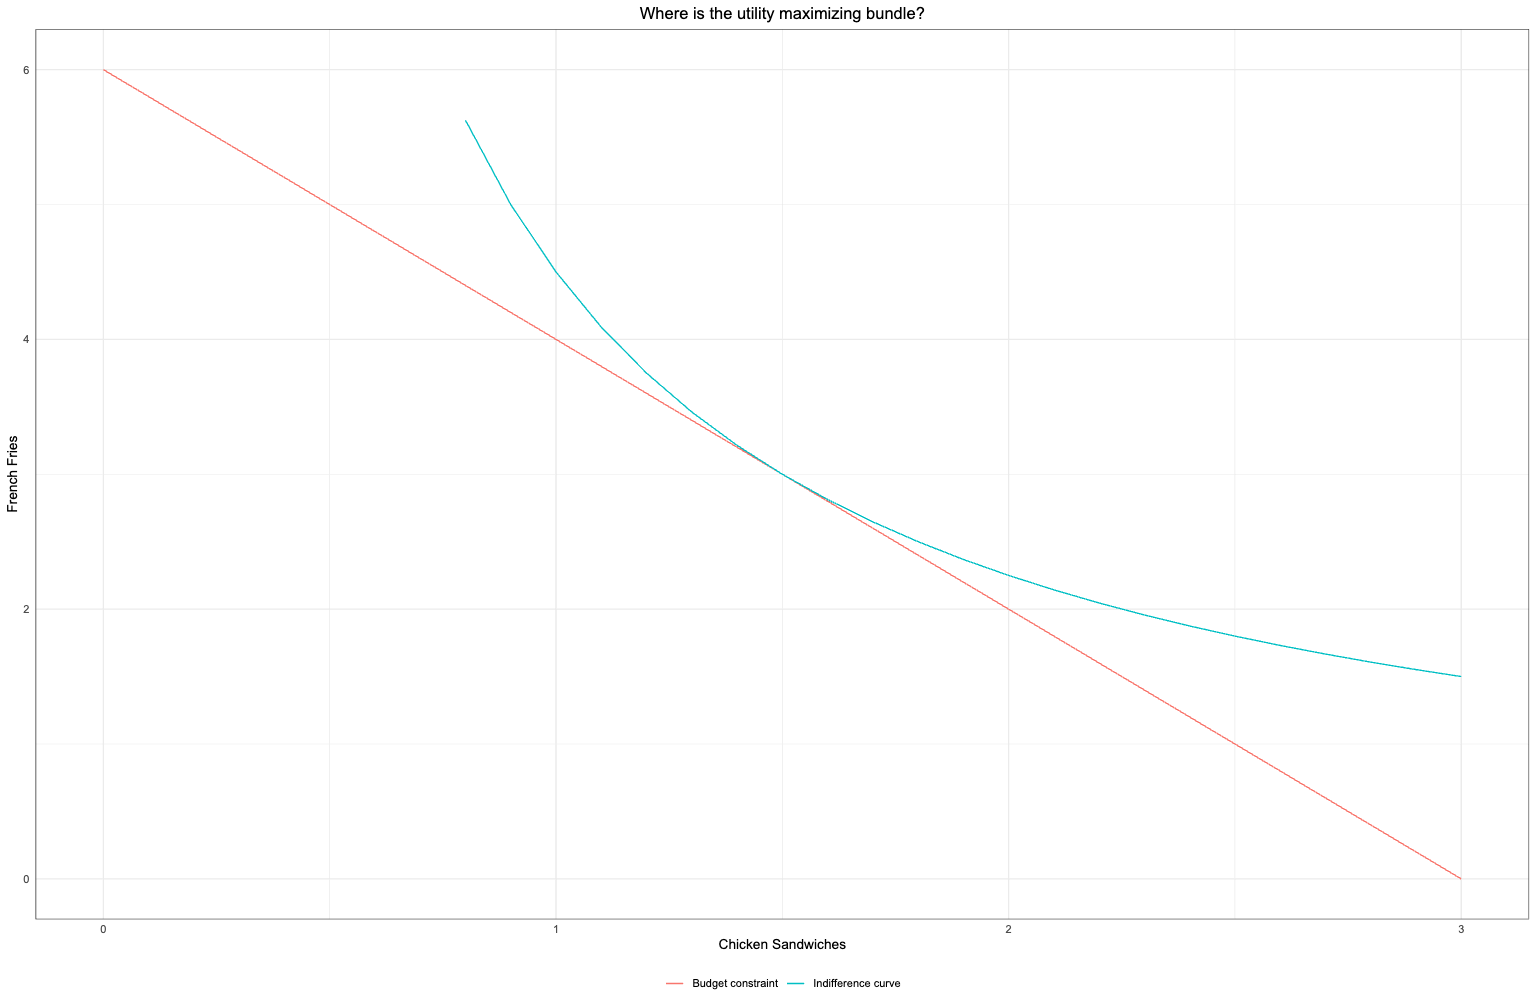 Where is the utility maximizing bundle?
6
4
2
0
French Fries
0 1 2 3
Chicken Sandwiches
Budget constraint Indifference curve